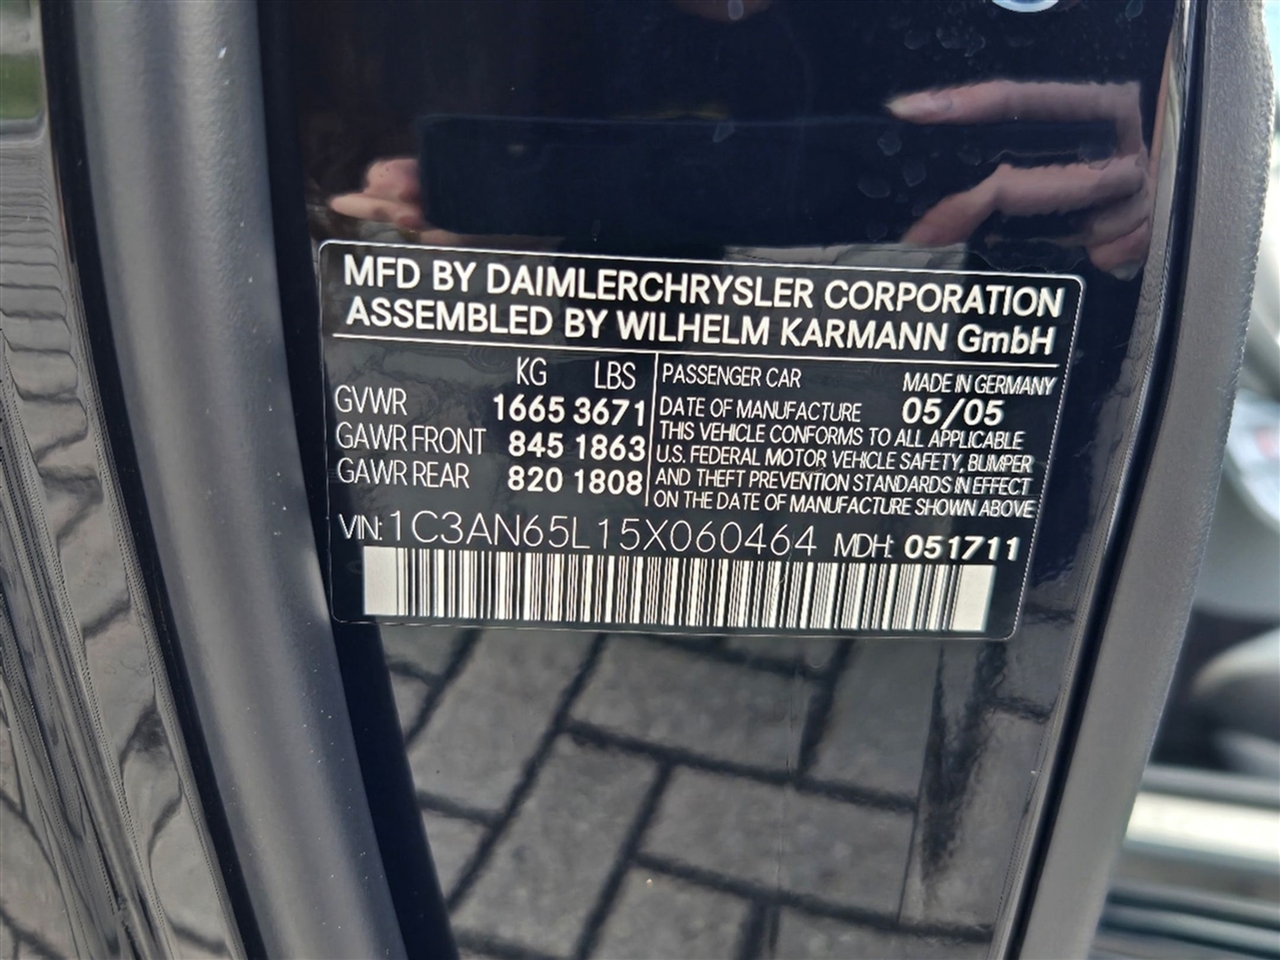 MFD BY DAIMLERCHRYSLER CORPORATION
ASSEMBLED BY WILHELM KARMANN GmbH
KG LBS
GVWR 1665 3671
GAWR FRONT 845 1863
GAWR REAR 820 1808
PASSENGER CAR MADE IN GERMANY
DATE OF MANUFACTURE 05/05
THIS VEHICLE CONFORMS TO ALL APPLICABLE
U.S. FEDERAL MOTOR VEHICLE SAFETY, BUMPER
AND THEFT PREVENTION STANDARDS IN EFFECT
ON THE DATE OF MANUFACTURE SHOWN ABOVE
VIN: 1C3AN65L15X060464 MDH: 051711